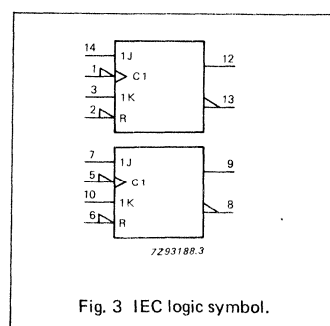 14 1J 12
1 C1
3 1K
2 R 13
7 1J 9
5 C1
10 1K
6 R 8
7Z93188.3
Fig. 3 IEC logic symbol.